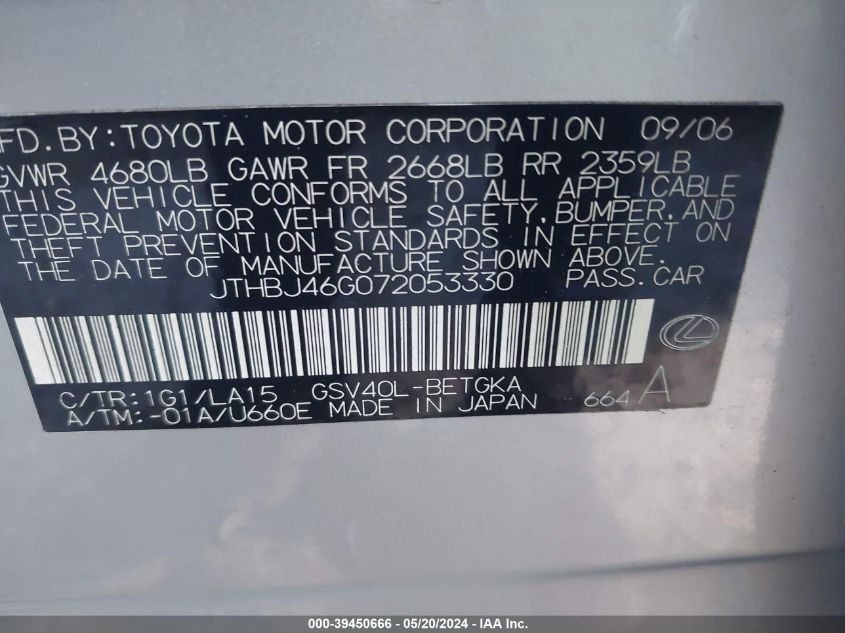 FD. BY: TOYOTA MOTOR CORPORATION 09/06
GVWR 4680LB GAWR FR 2668LB RR 2359LB
THIS VEHICLE CONFORMS TO ALL APPLICABLE
FEDERAL MOTOR VEHICLE SAFETY, BUMPER, AND
THEFT PREVENTION STANDARDS IN EFFECT ON
THE DATE OF MANUFACTURE SHOWN ABOVE.
JTHBJ46G072053330 PASS. CAR
C/TR: 1G1/LA15 GSV40L-BETGKA
A/TM: -01A/U660E MADE IN JAPAN 664 A
000-39450666 - 05/20/2024 - IAA Inc.